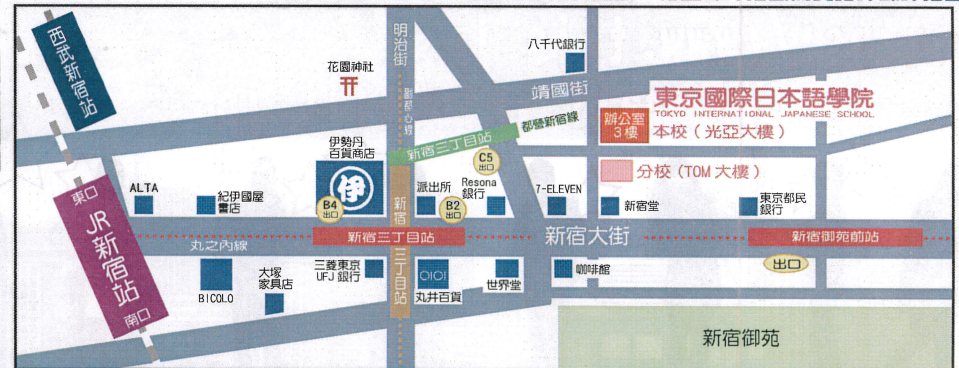 西武新宿站
明治街
副都心線
花園神社
八千代銀行
靖國街
東京國際日本語學院
TOKYO INTERNATIONAL JAPANESE SCHOOL
辦公室
3樓
本校(光亞大樓)
分校(TOM大樓)
都營新宿線
新宿三丁目站
C5
出口
伊勢丹
百貨商店
伊
B4
出口
ALTA
紀伊國屋
書店
新宿三丁目站
派出所
B2
出口
Resona
銀行
7-ELEVEN
新宿堂
東京都民
銀行
東口
JR新宿站
南口
丸之內線
新宿三丁目站
新宿大街
新宿御苑前站
出口
BICOLO
大塚
家具店
三菱東京
UFJ 銀行
OIOI
丸井百貨
世界堂
咖啡館
新宿御苑